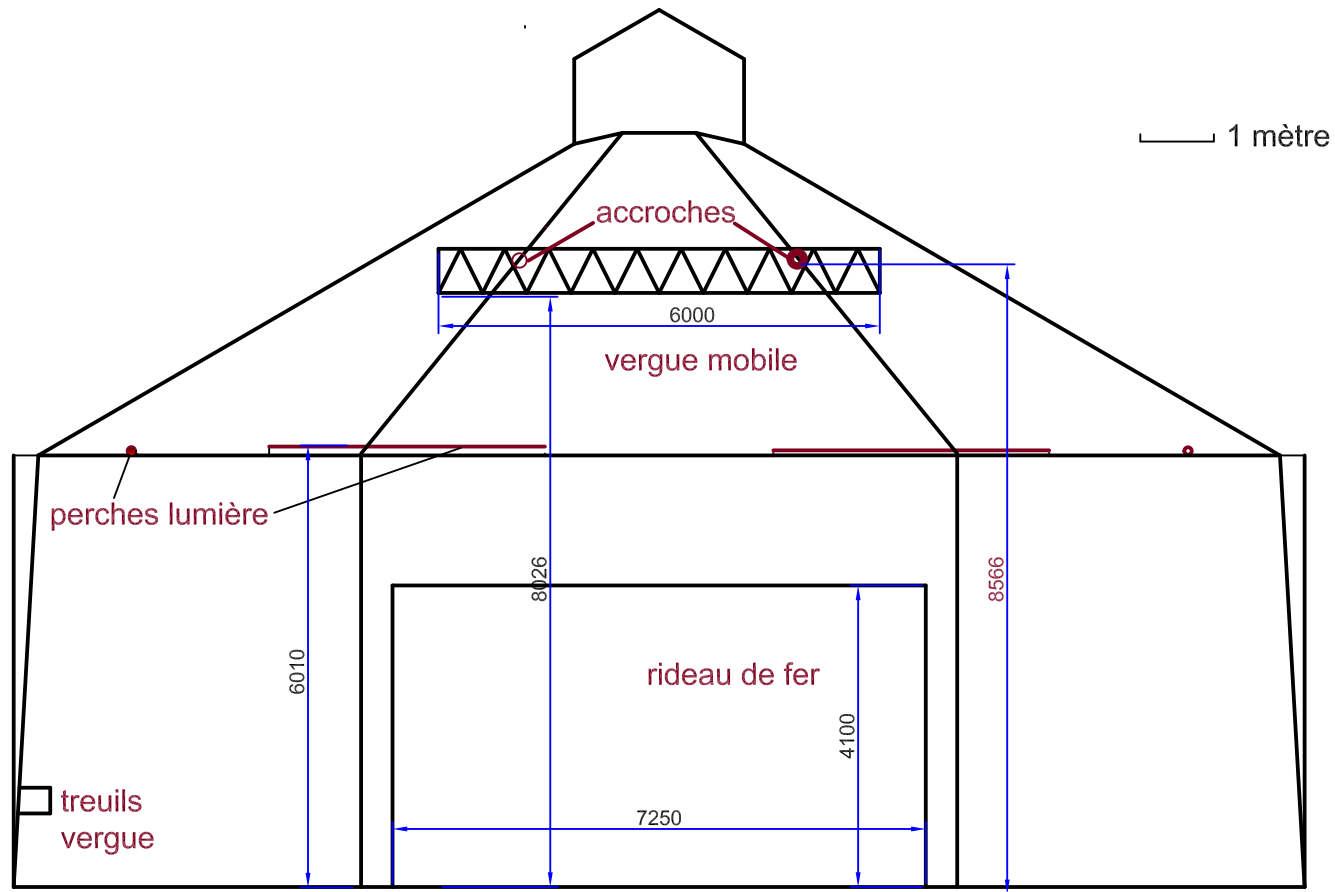 1 mètre
accroches
6000
vergue mobile
perches lumière
8026
8566
6010
rideau de fer
4100
treuils
vergue
7250